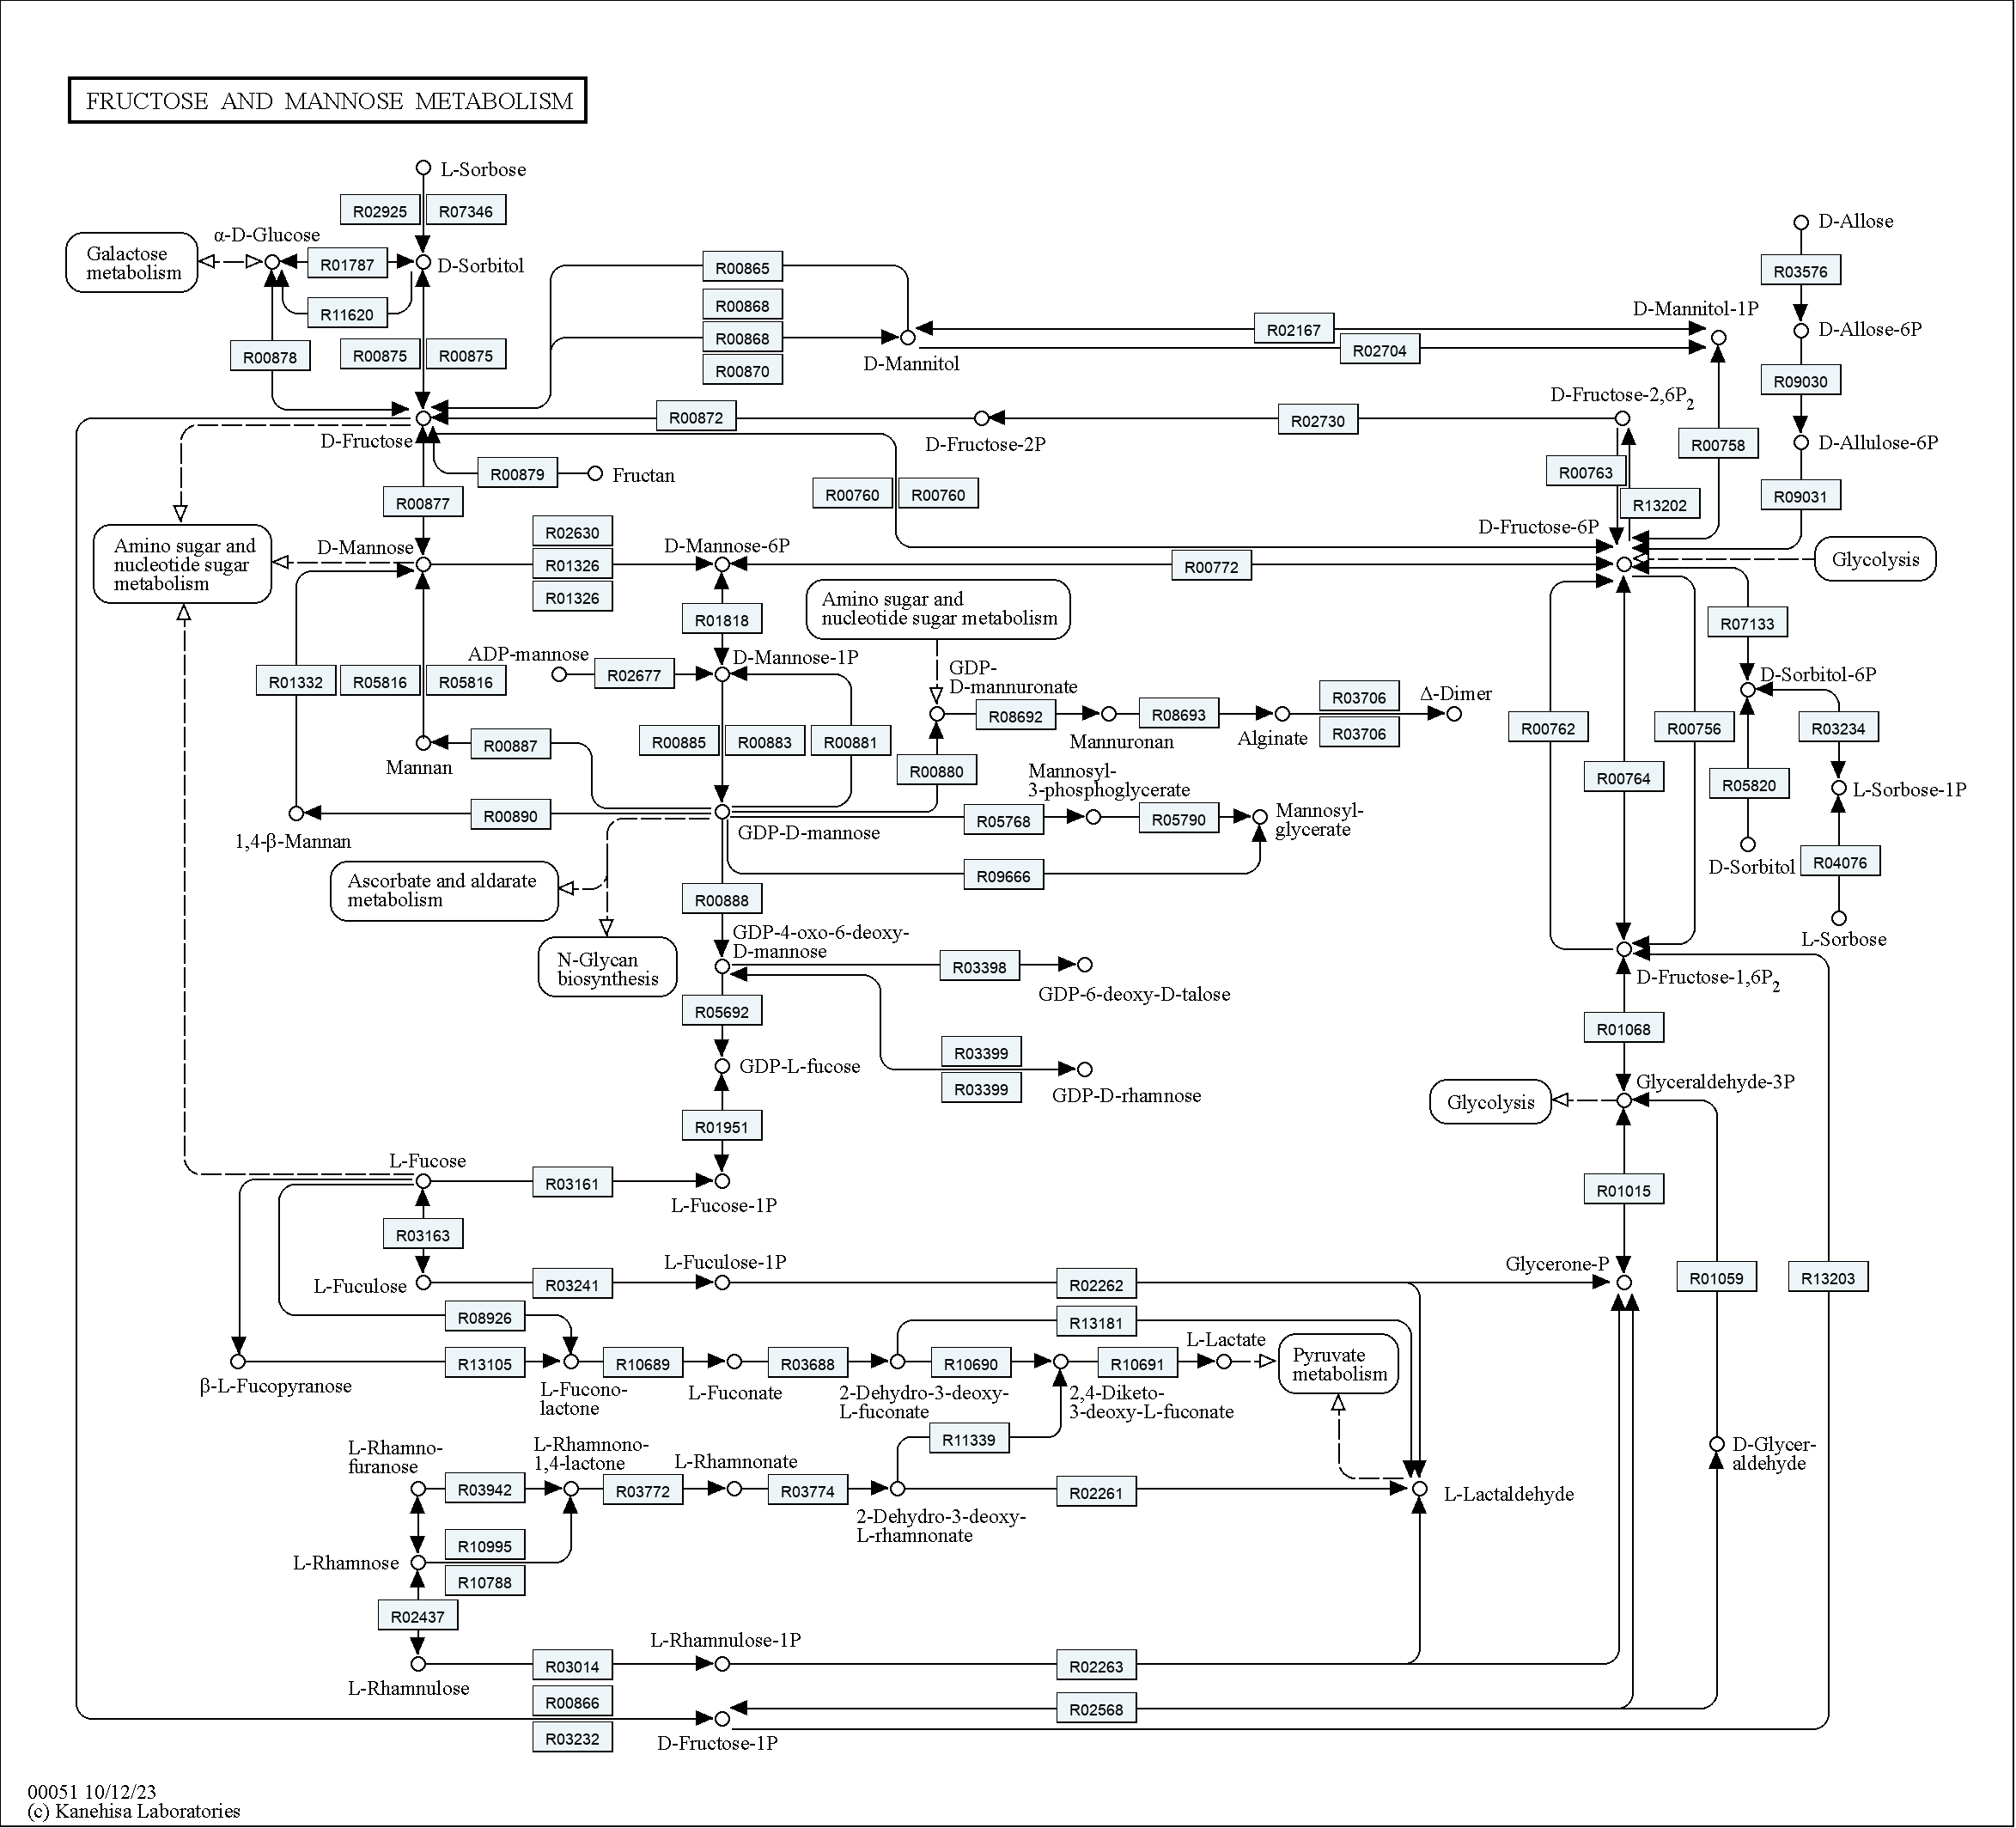 FRUCTOSE AND MANNOSE METABOLISM
L-Sorbose
R02925
R07346
α-D-Glucose
Galactose
metabolism
R01787
D-Sorbitol
R11620
R00878
R00875
R00875
R00865
R00868
R00868
R00870
D-Mannitol
R02167
R02704
D-Mannitol-1P
D-Allose
R03576
D-Allose-6P
R09030
D-Allulose-6P
R09031
R00872
D-Fructose
D-Fructose-2P
R02730
D-Fructose-2,6P2
R00763
R13202
R00758
R00879
Fructan
R00877
R00760
R00760
D-Fructose-6P
Glycolysis
Amino sugar and
nucleotide sugar
metabolism
D-Mannose
R02630
R01326
R01326
D-Mannose-6P
R00772
R01818
Amino sugar and
nucleotide sugar metabolism
R07133
ADP-mannose
R02677
D-Mannose-1P
GDP-
D-mannuronate
D-Sorbitol-6P
R01332
R05816
R05816
R08692
R08693
R03706
R03706
Δ-Dimer
Mannuronan
Alginate
R00887
Mannan
R00885
R00883
R00881
R00880
R00762
R00756
R00764
R03234
R05820
L-Sorbose-1P
Mannosyl-
3-phosphoglycerate
R00890
1,4-β-Mannan
GDP-D-mannose
R05768
R05790
Mannosyl-
glycerate
R09666
D-Sorbitol
R04076
L-Sorbose
Ascorbate and aldarate
metabolism
R00888
N-Glycan
biosynthesis
GDP-4-oxo-6-deoxy-
D-mannose
R03398
GDP-6-deoxy-D-talose
D-Fructose-1,6P2
R05692
R01068
GDP-L-fucose
R03399
R03399
GDP-D-rhamnose
Glycolysis
Glyceraldehyde-3P
R01951
L-Fucose
R03161
L-Fucose-1P
R01015
R03163
L-Fuculose
R03241
L-Fuculose-1P
R02262
Glycerone-P
R01059
R13203
R08926
R13181
R13105
R10689
R03688
R10690
R10691
L-Lactate
Pyruvate
metabolism
β-L-Fucopyranose
L-Fucono-
lactone
L-Fuconate
2-Dehydro-3-deoxy-
L-fuconate
2,4-Diketo-
3-deoxy-L-fuconate
R11339
L-Rhamno-
furanose
L-Rhamnono-
1,4-lactone
L-Rhamnonate
D-Glycer-
aldehyde
R03942
R03772
R03774
R02261
L-Lactaldehyde
2-Dehydro-3-deoxy-
L-rhamnonate
R10995
L-Rhamnose
R10788
R02437
L-Rhamnulose-1P
R03014
R02263
L-Rhamnulose
R00866
R03232
D-Fructose-1P
R02568
00051 10/12/23
(c) Kanehisa Laboratories